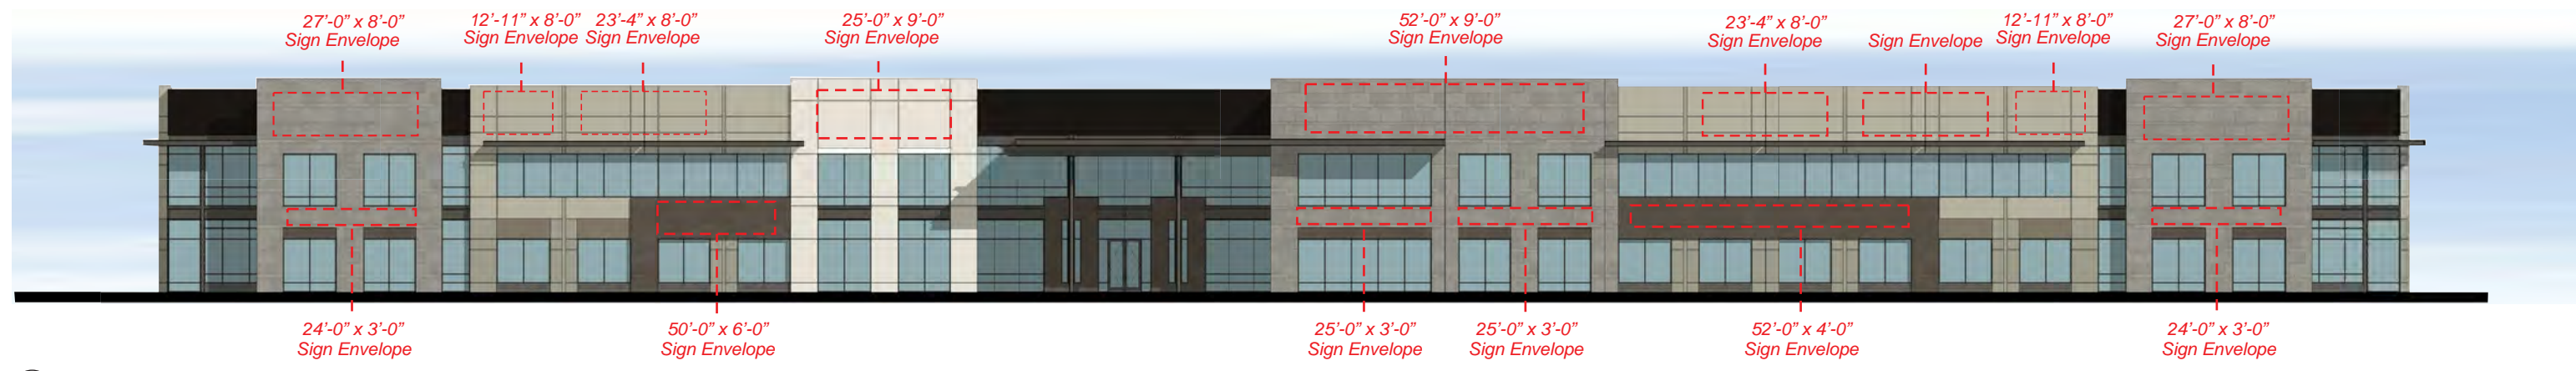 27’-0” x 8’-0”
Sign Envelope
12’-11” x 8’-0”
Sign Envelope
23’-4” x 8’-0”
Sign Envelope
25’-0” x 9’-0”
Sign Envelope
52’-0” x 9’-0”
Sign Envelope
23’-4” x 8’-0”
Sign Envelope
Sign Envelope
12’-11” x 8’-0”
Sign Envelope
27’-0” x 8’-0”
Sign Envelope
24’-0” x 3’-0”
Sign Envelope
50’-0” x 6’-0”
Sign Envelope
25’-0” x 3’-0”
Sign Envelope
25’-0” x 3’-0”
Sign Envelope
52’-0” x 4’-0”
Sign Envelope
24’-0” x 3’-0”
Sign Envelope